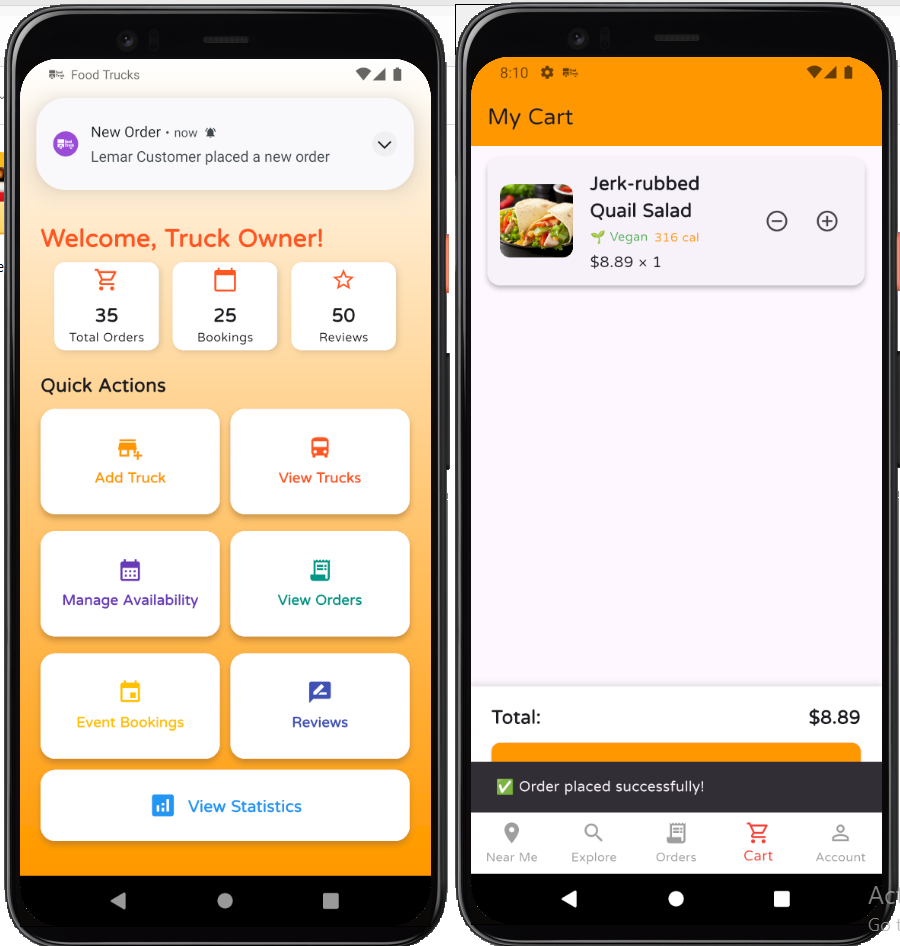 Food Trucks
New Order • now
Lemar Customer placed a new order
Welcome, Truck Owner!
35
Total Orders
25
Bookings
50
Reviews
Quick Actions
Add Truck
View Trucks
Manage Availability
View Orders
Event Bookings
Reviews
View Statistics
8:10
My Cart
Jerk-rubbed
Quail Salad
Vegan 316 cal
$8.89 × 1
Total: $8.89
Order placed successfully!
Near Me
Explore
Orders
Cart
Account